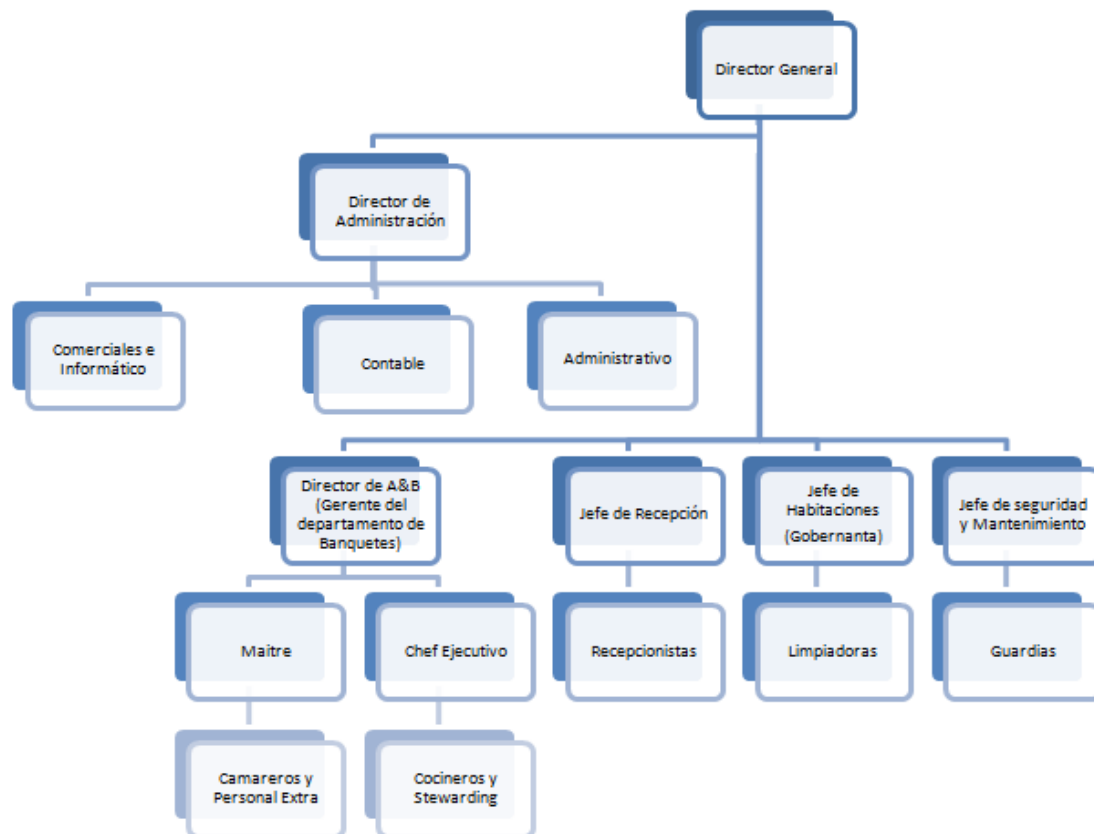 Director General
Director de
Administración
Comerciales e
Informático
Contable
Administrativo
Director de A&B
(Gerente del
departamento de
Banquetes)
Jefe de Recepción
Jefe de
Habitaciones
(Gobernanta)
Jefe de seguridad
y Mantenimiento
Maitre
Chef Ejecutivo
Recepcionistas
Limpiadoras
Guardias
Camareros y
Personal Extra
Cocineros y
Stewarding